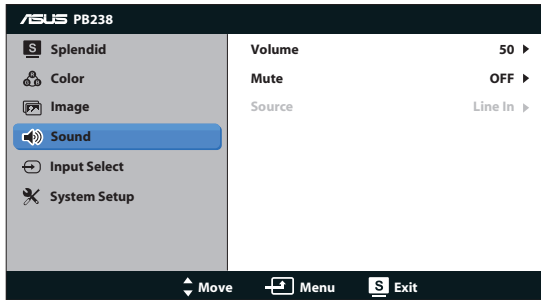 ASUS PB238
S Splendid
Color
Image
Sound
Input Select
System Setup
Volume 50
Mute OFF
Source Line In
Move Menu S Exit